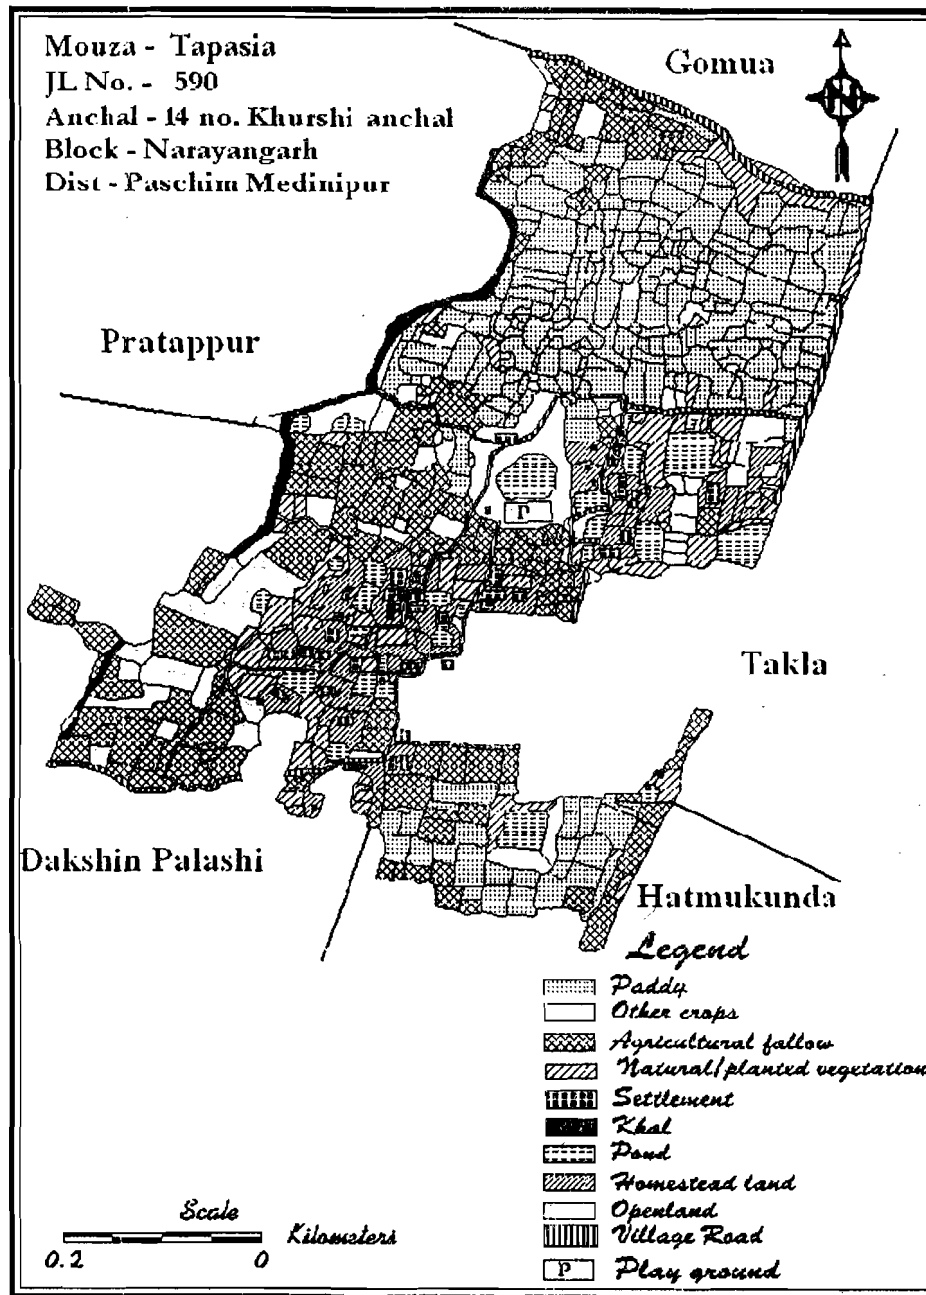 Mouza - Tapasia
JL No. - 590
Anchal - 14 no. Khurshi anchal
Block - Narayangarh
Dist - Paschim Medinipur
Gomua
N
Pratappur
P
Takla
Dakshin Palashi
Hatmukunda
Legend
Paddy
Other crops
Agricultural fallow
Natural/planted vegetation
Settlement
Khal
Pond
Homestead land
Openland
Village Road
P Play ground
Scale
Kilometers
0.2 0